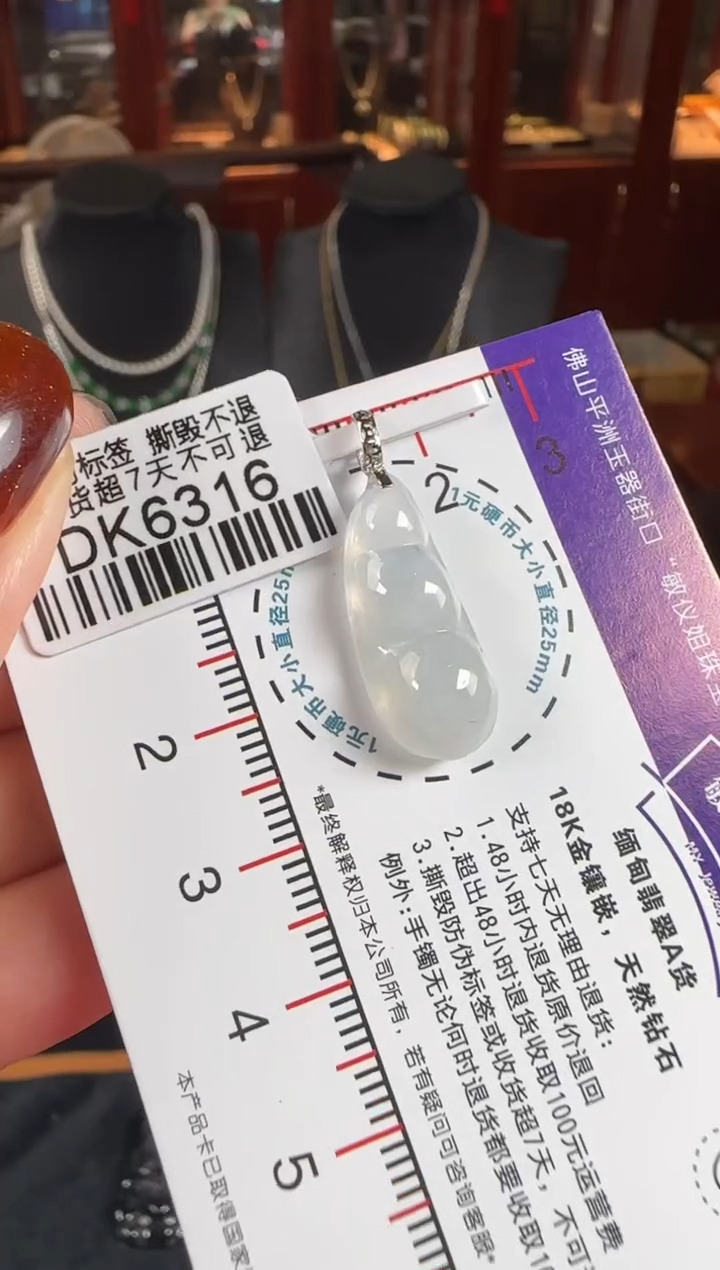 标签 撕毁不退
货超7天不可退
DK6316
3
2
1元硬币大小直径25mm
1元硬币大小直径25mm
2
3
4
5
佛山平洲玉器街口
“敏仪姐珠
MY Jewelry
缅甸翡翠A货
18K金镶嵌，天然钻石
支持七天无理由退货：
1.48小时内退货原价退回
2.超出48小时退货收取100元运营费
3.撕毁防伪标签或收货超7天，不可
例外：手镯无论何时退货都要收取1
*最终解释权归本公司所有，若有疑问可咨询客服*
本产品卡已取得国家